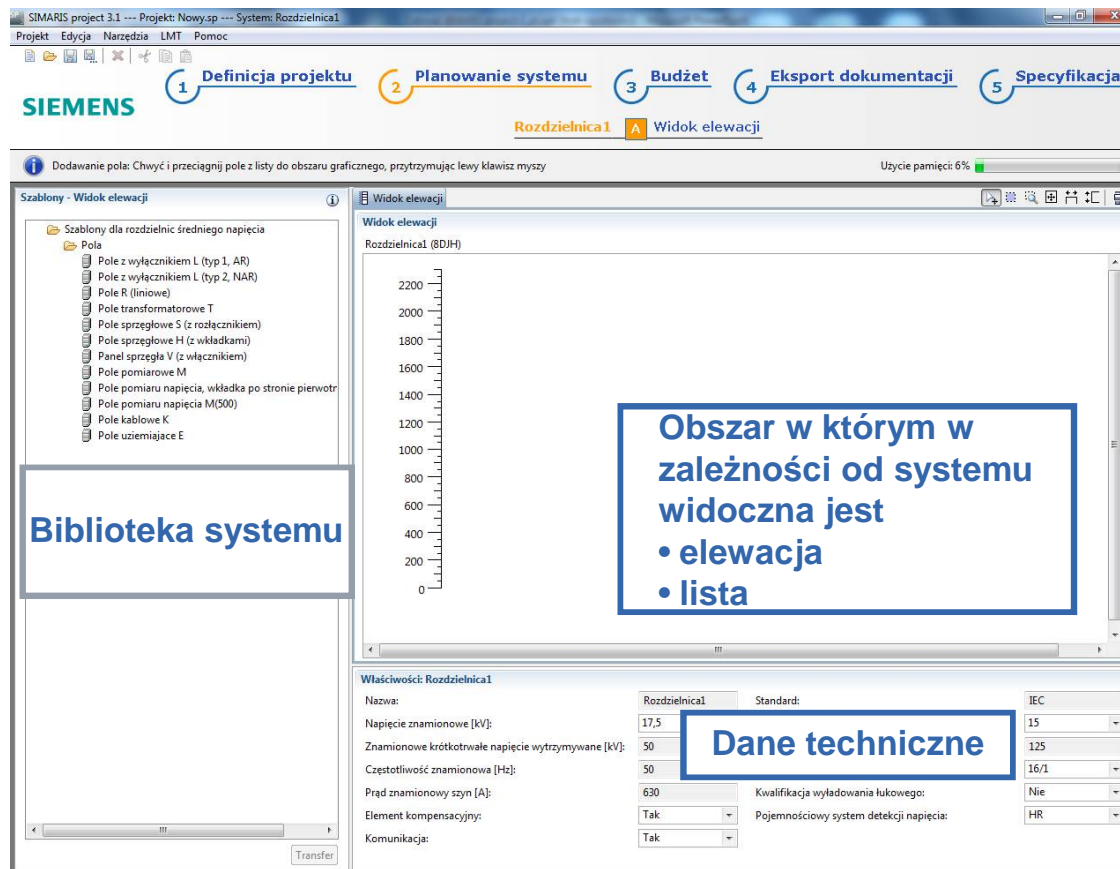 SIMARIS project 3.1 --- Projekt: Nowy.sp --- System: Rozdzielnica1
Projekt Edycja Narzędzia LMT Pomoc
SIEMENS
1 Definicja projektu 2 Planowanie systemu 3 Budżet 4 Eksport dokumentacji 5 Specyfikacja
Rozdzielnica1 A Widok elewacji
Dodawanie pola: Chwyć i przeciągnij pole z listy do obszaru graficznego, przytrzymując lewy klawisz myszy
Użycie pamięci: 6%
Szablony - Widok elewacji
Szablony dla rozdzielnic średniego napięcia
Pola
Pole z wyłącznikiem L (typ 1, AR)
Pole z wyłącznikiem L (typ 2, NAR)
Pole R (liniowe)
Pole transformatorowe T
Pole sprzęgłowe S (z rozłącznikiem)
Pole sprzęgłowe H (z wkładkami)
Panel sprzęgła V (z włącznikiem)
Pole pomiarowe M
Pole pomiaru napięcia, wkładka po stronie pierwotr
Pole pomiaru napięcia M(500)
Pole kablowe K
Pole uziemiajace E
Biblioteka systemu
Transfer
Widok elewacji
Widok elewacji
Rozdzielnica1 (8DJH)
2200
2000
1800
1600
1400
1200
1000
800
600
400
200
0
Obszar w którym w
zależności od systemu
widoczna jest
• elewacja
• lista
Właściwości: Rozdzielnica1
Nazwa: Rozdzielnica1 Standard: IEC
Napięcie znamionowe [kV]: 17,5 15
Znamionowe krótkotrwałe napięcie wytrzymywane [kV]: 50 125
Dane techniczne
Częstotliwość znamionowa [Hz]: 50 16/1
Prąd znamionowy szyn [A]: 630 Kwalifikacja wyładowania łukowego: Nie
Element kompensacyjny: Tak Pojemnościowy system detekcji napięcia: HR
Komunikacja: Tak